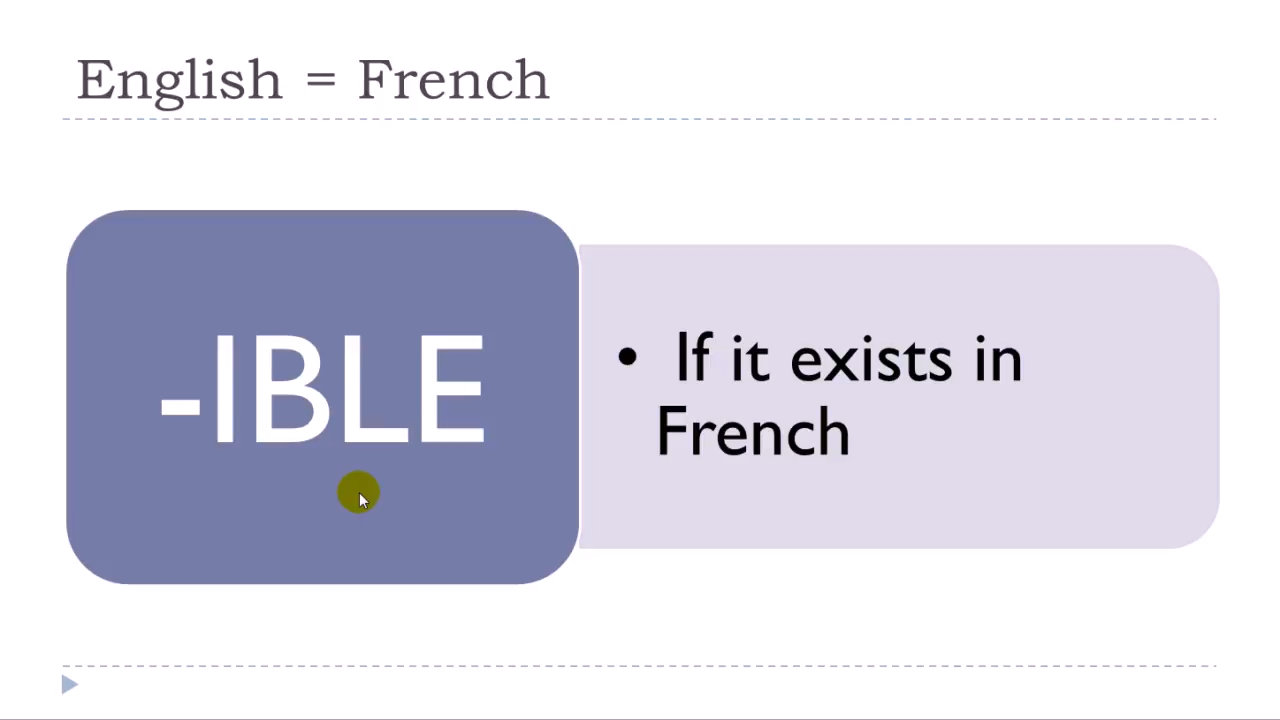 English = French
-IBLE
• If it exists in
French